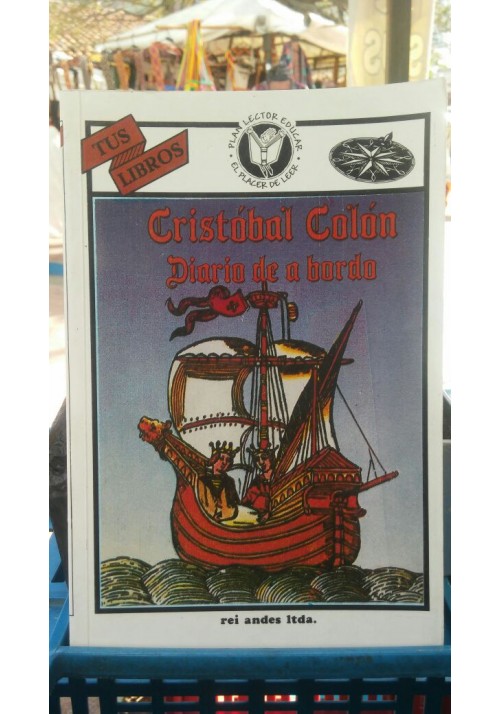 TUS
LIBROS
PLAN LECTOR EDUCAR
EL PLACER DE LEER
Cristóbal Colón
Diario de a bordo
rei andes ltda.